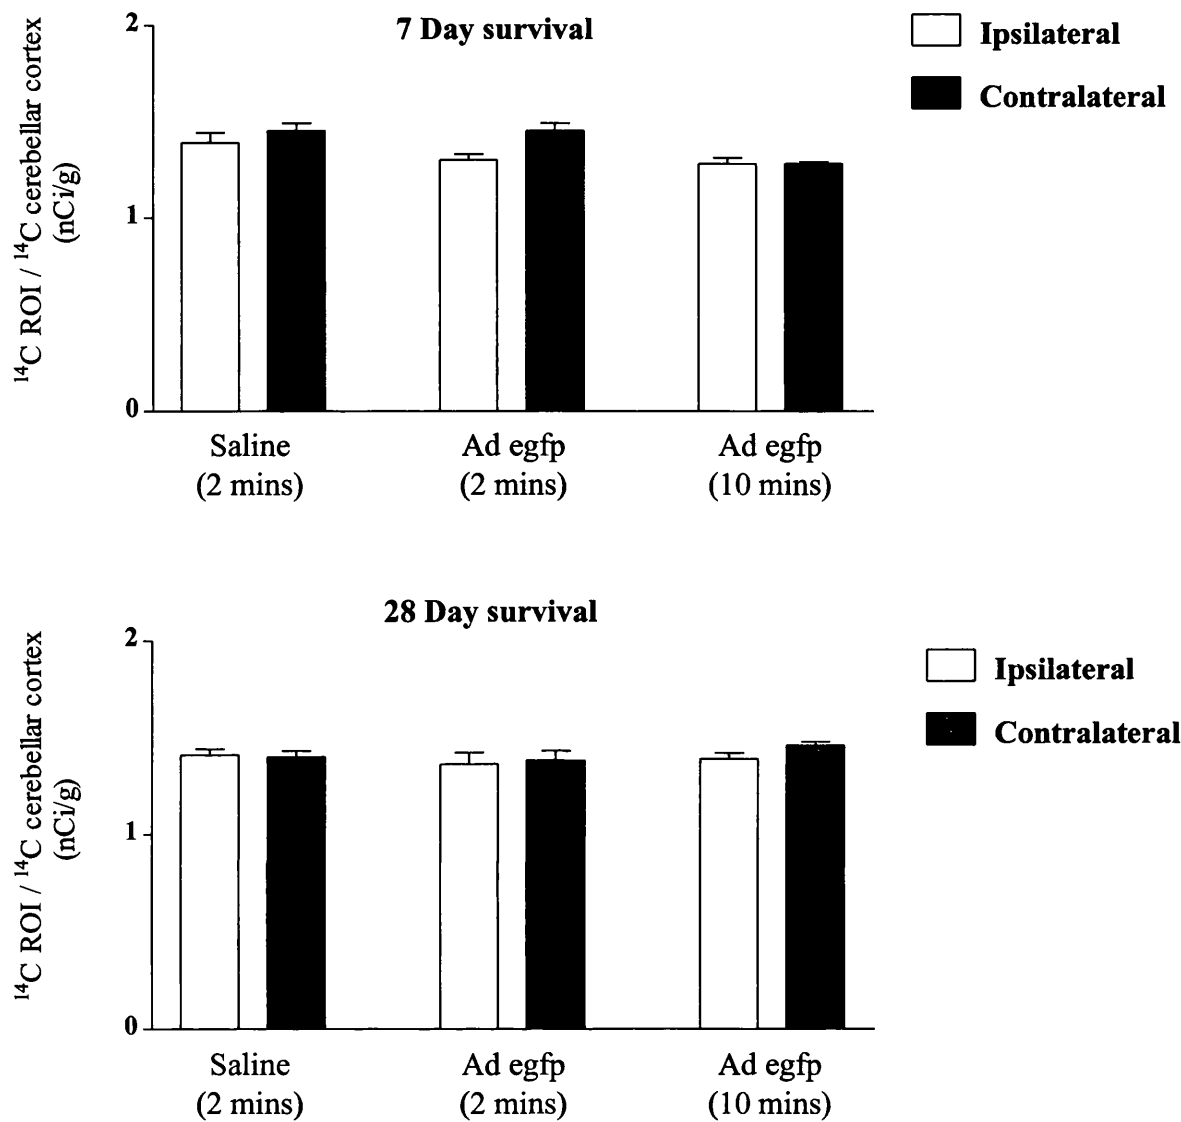 7 Day survival
Ipsilateral
Contralateral
¹⁴C ROI / ¹⁴C cerebellar cortex
(nCi/g)
2
1
0
Saline
(2 mins)
Ad egfp
(2 mins)
Ad egfp
(10 mins)
28 Day survival
Ipsilateral
Contralateral
¹⁴C ROI / ¹⁴C cerebellar cortex
(nCi/g)
2
1
0
Saline
(2 mins)
Ad egfp
(2 mins)
Ad egfp
(10 mins)